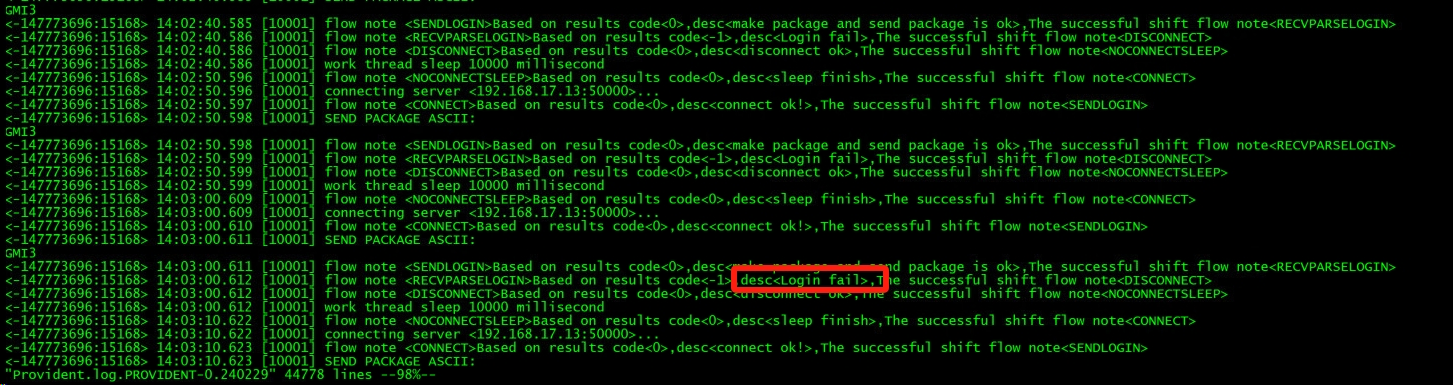 GMI3
<-147773696:15168> 14:02:40.585 [10001] flow note <SENDLOGIN>Based on results code<0>,desc<make package and send package is ok>,The successful shift flow note<RECVPARSELOGIN>
<-147773696:15168> 14:02:40.586 [10001] flow note <RECVPARSELOGIN>Based on results code<-1>,desc<Login fail>,The successful shift flow note<DISCONNECT>
<-147773696:15168> 14:02:40.586 [10001] flow note <DISCONNECT>Based on results code<0>,desc<disconnect ok>,The successful shift flow note<NOCONNECTSLEEP>
<-147773696:15168> 14:02:40.586 [10001] work thread sleep 10000 millisecond
<-147773696:15168> 14:02:50.596 [10001] flow note <NOCONNECTSLEEP>Based on results code<0>,desc<sleep finish>,The successful shift flow note<CONNECT>
<-147773696:15168> 14:02:50.596 [10001] connecting server <192.168.17.13:50000>...
<-147773696:15168> 14:02:50.597 [10001] flow note <CONNECT>Based on results code<0>,desc<connect ok!>,The successful shift flow note<SENDLOGIN>
<-147773696:15168> 14:02:50.598 [10001] SEND PACKAGE ASCII:
GMI3
<-147773696:15168> 14:02:50.598 [10001] flow note <SENDLOGIN>Based on results code<0>,desc<make package and send package is ok>,The successful shift flow note<RECVPARSELOGIN>
<-147773696:15168> 14:02:50.599 [10001] flow note <RECVPARSELOGIN>Based on results code<-1>,desc<Login fail>,The successful shift flow note<DISCONNECT>
<-147773696:15168> 14:02:50.599 [10001] flow note <DISCONNECT>Based on results code<0>,desc<disconnect ok>,The successful shift flow note<NOCONNECTSLEEP>
<-147773696:15168> 14:02:50.599 [10001] work thread sleep 10000 millisecond
<-147773696:15168> 14:03:00.609 [10001] flow note <NOCONNECTSLEEP>Based on results code<0>,desc<sleep finish>,The successful shift flow note<CONNECT>
<-147773696:15168> 14:03:00.609 [10001] connecting server <192.168.17.13:50000>...
<-147773696:15168> 14:03:00.610 [10001] flow note <CONNECT>Based on results code<0>,desc<connect ok!>,The successful shift flow note<SENDLOGIN>
<-147773696:15168> 14:03:00.611 [10001] SEND PACKAGE ASCII:
GMI3
<-147773696:15168> 14:03:00.611 [10001] flow note <SENDLOGIN>Based on results code<0>,desc<make package and send package is ok>,The successful shift flow note<RECVPARSELOGIN>
<-147773696:15168> 14:03:00.612 [10001] flow note <RECVPARSELOGIN>Based on results code<-1>,desc<Login fail>,The successful shift flow note<DISCONNECT>
<-147773696:15168> 14:03:00.612 [10001] flow note <DISCONNECT>Based on results code<0>,desc<disconnect ok>,The successful shift flow note<NOCONNECTSLEEP>
<-147773696:15168> 14:03:00.612 [10001] work thread sleep 10000 millisecond
<-147773696:15168> 14:03:10.622 [10001] flow note <NOCONNECTSLEEP>Based on results code<0>,desc<sleep finish>,The successful shift flow note<CONNECT>
<-147773696:15168> 14:03:10.622 [10001] connecting server <192.168.17.13:50000>...
<-147773696:15168> 14:03:10.623 [10001] flow note <CONNECT>Based on results code<0>,desc<connect ok!>,The successful shift flow note<SENDLOGIN>
<-147773696:15168> 14:03:10.623 [10001] SEND PACKAGE ASCII:
"Provident.log.PROVIDENT-0.240229" 44778 lines --98%--